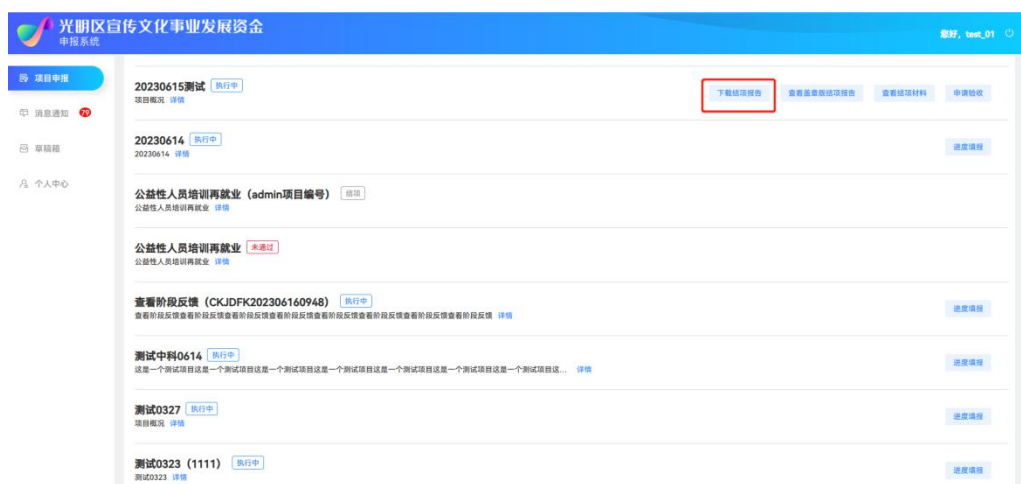 光明区宣传文化事业发展资金
申报系统
您好，test_01
项目申报
消息通知 79
草稿箱
个人中心
20230615测试 执行中
项目概况 详情
下载结项报告 查看盖章版结项报告 查看结项材料 申请验收
20230614 执行中
20230614 详情
进度填报
公益性人员培训再就业（admin项目编号） 结项
公益性人员培训再就业 详情
公益性人员培训再就业 未通过
公益性人员培训再就业 详情
查看阶段反馈（CKJDFK202306160948） 执行中
查看阶段反馈查看阶段反馈查看阶段反馈查看阶段反馈查看阶段反馈查看阶段反馈查看阶段反馈查看阶段反馈 详情
进度填报
测试中科0614 执行中
这是一个测试项目这是一个测试项目这是一个测试项目这是一个测试项目这是一个测试项目这是一个测试项目这是一个测试项目这... 详情
进度填报
测试0327 执行中
项目概况 详情
进度填报
测试0323（1111） 执行中
测试0323 详情
进度填报